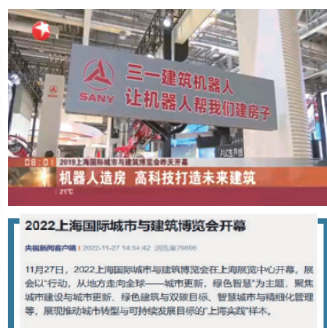 三一建筑机器人
SANY
让机器人帮我们建房子
08:01
2019上海国际城市与建筑博览会昨天开幕
机器人造房 高科技打造未来建筑
21℃
2022上海国际城市与建筑博览会开幕
央视新闻客户端 | 2022-11-27 14:54:42
11月27日，2022上海国际城市与建筑博览会在上海展览中心开幕，展
会以“行动，从地方走向全球——城市更新，绿色智慧”为主题，聚焦
城市建设与城市更新、绿色建筑与双碳目标、智慧城市与精细化管理
等，展现推动城市转型与可持续发展目标的“上海实践”样本。